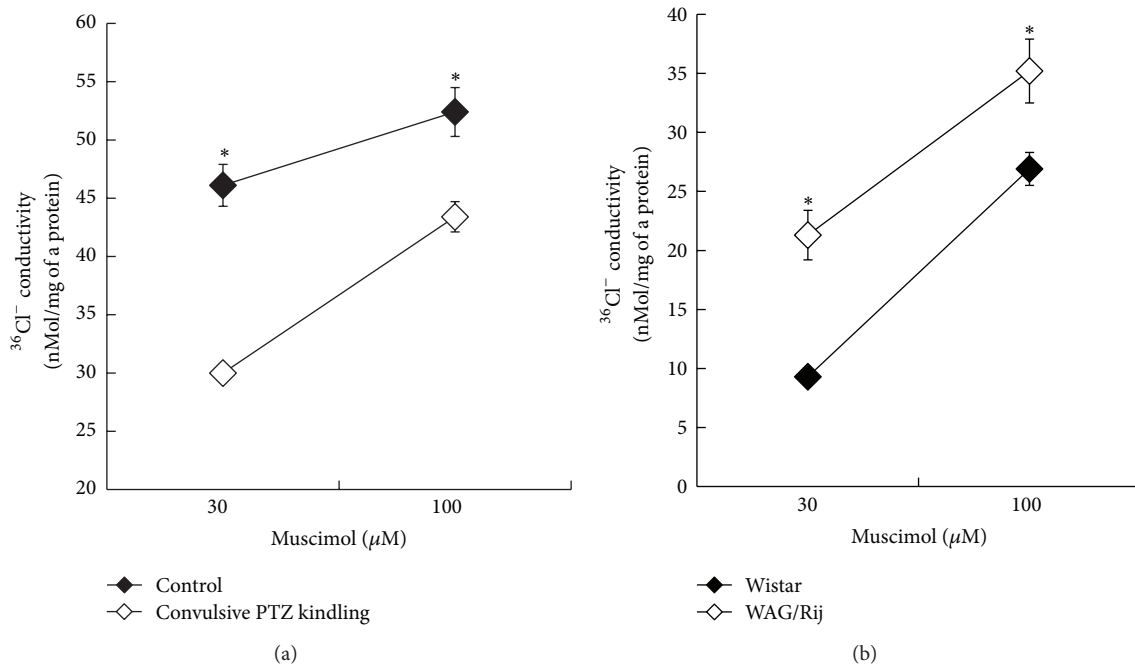 60
55
50
45
40
35
30
25
20
*
*
³⁶Cl⁻ conductivity
(nMol/mg of a protein)
30
100
Muscimol (μM)
Control
Convulsive PTZ kindling
(a)
40
35
30
25
20
15
10
5
0
*
*
³⁶Cl⁻ conductivity
(nMol/mg of a protein)
30
100
Muscimol (μM)
Wistar
WAG/Rij
(b)